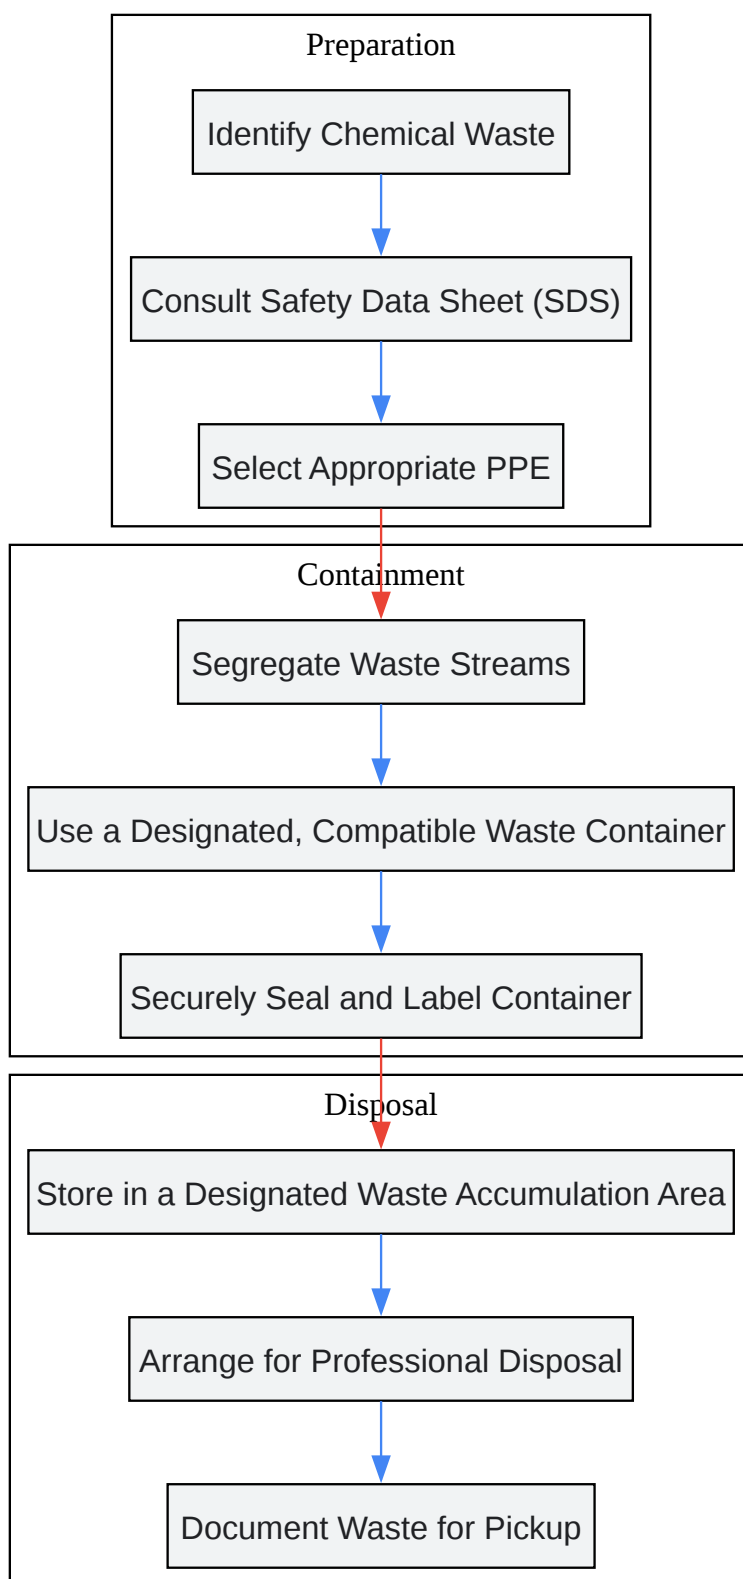 Preparation
Identify Chemical Waste
Consult Safety Data Sheet (SDS)
Select Appropriate PPE
Containment
Segregate Waste Streams
Use a Designated, Compatible Waste Container
Securely Seal and Label Container
Disposal
Store in a Designated Waste Accumulation Area
Arrange for Professional Disposal
Document Waste for Pickup